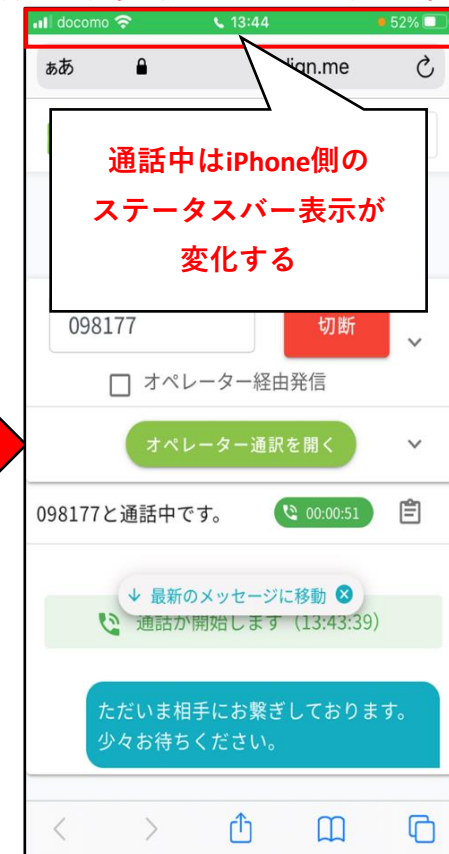 docomo 13:44 52%
ああ ign.me
通話中はiPhone側の
ステータスバー表示が
変化する
098177 切断
オペレーター経由発信
オペレーター通訳を開く
098177と通話中です。 00:00:51
↓ 最新のメッセージに移動
通話が開始します (13:43:39)
ただいま相手にお繋ぎしております。
少々お待ちください。